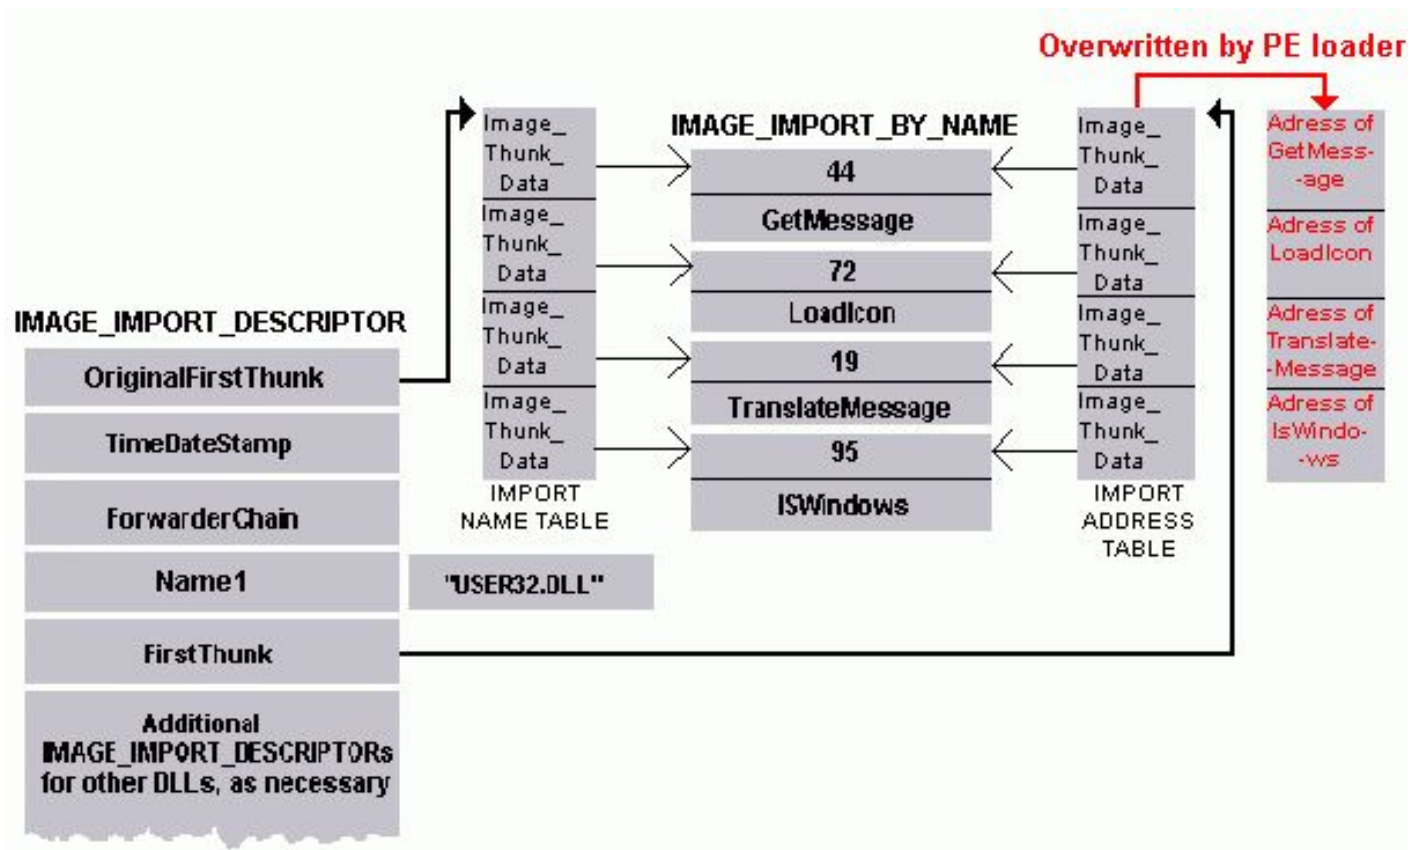 Overwritten by PE loader
IMAGE_IMPORT_DESCRIPTOR
OriginalFirstThunk
TimeDateStamp
ForwarderChain
Name1
"USER32.DLL"
FirstThunk
Additional
IMAGE_IMPORT_DESCRIPTORs
for other DLLs, as necessary
Image_
Thunk_
Data
Image_
Thunk_
Data
Image_
Thunk_
Data
Image_
Thunk_
Data
IMPORT
NAME TABLE
IMAGE_IMPORT_BY_NAME
44
GetMessage
72
LoadIcon
19
TranslateMessage
95
ISWindows
Image_
Thunk_
Data
Image_
Thunk_
Data
Image_
Thunk_
Data
Image_
Thunk_
Data
IMPORT
ADDRESS
TABLE
Adress of
GetMess-
-age
Adress of
LoadIcon
Adress of
Translate-
-Message
Adress of
IsWindo-
-ws